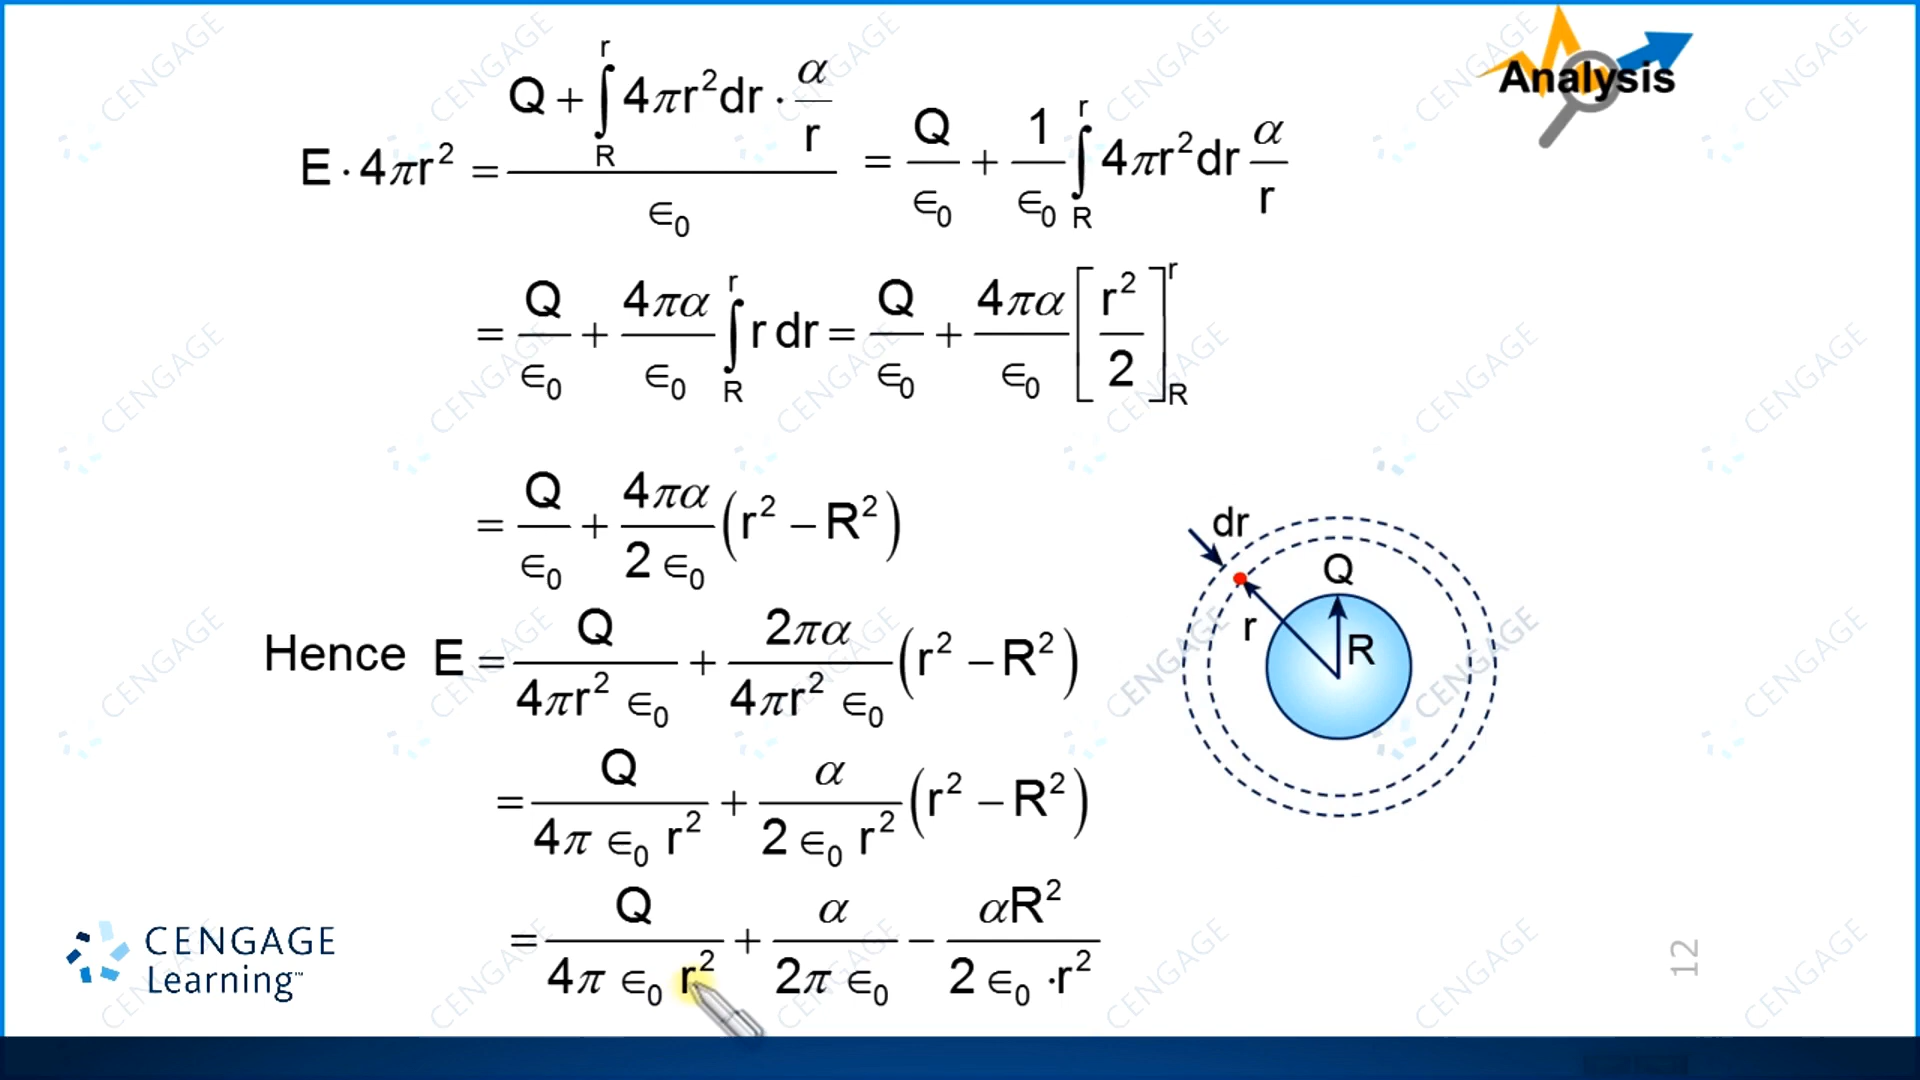 Analysis
E · 4πr² = (Q + ∫_R^r 4πr²dr · α/r) / ∈₀ = Q/∈₀ + 1/∈₀ ∫_R^r 4πr²dr α/r
= Q/∈₀ + 4πα/∈₀ ∫_R^r r dr = Q/∈₀ + 4πα/∈₀ [r²/2]_R^r
= Q/∈₀ + 4πα/2∈₀ (r² − R²)
dr
Q
r
R
Hence E = Q/4πr²∈₀ + 2πα/4πr²∈₀ (r² − R²)
= Q/4π∈₀r² + α/2∈₀r² (r² − R²)
= Q/4π∈₀r² + α/2π∈₀ − αR²/2∈₀·r²
CENGAGE
Learning™
12